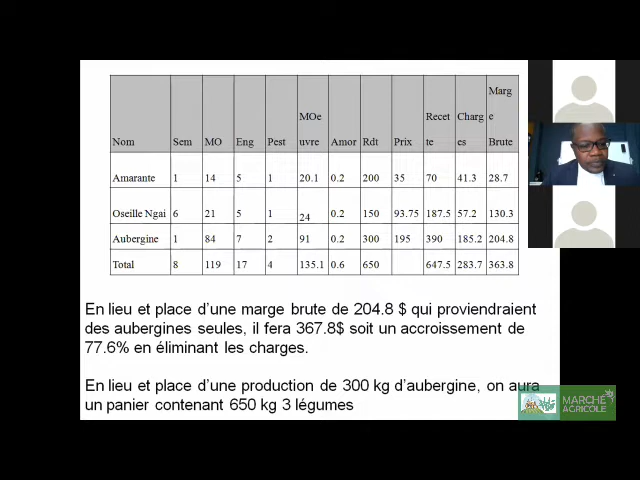 Nom Sem MO Eng Pest MOe uvre Amor Rdt Prix Recet te Charg es Marg e Brute
Amarante 1 14 5 1 20.1 0.2 200 35 70 41.3 28.7
Oseille Ngai 6 21 5 1 24 0.2 150 93.75 187.5 57.2 130.3
Aubergine 1 84 7 2 91 0.2 300 195 390 185.2 204.8
Total 8 119 17 4 135.1 0.6 650 647.5 283.7 363.8
En lieu et place d'une marge brute de 204.8 $ qui proviendraient
des aubergines seules, il fera 367.8$ soit un accroissement de
77.6% en éliminant les charges.
En lieu et place d'une production de 300 kg d'aubergine, on aura
un panier contenant 650 kg 3 légumes
MARCHÉ
AGRICOLE